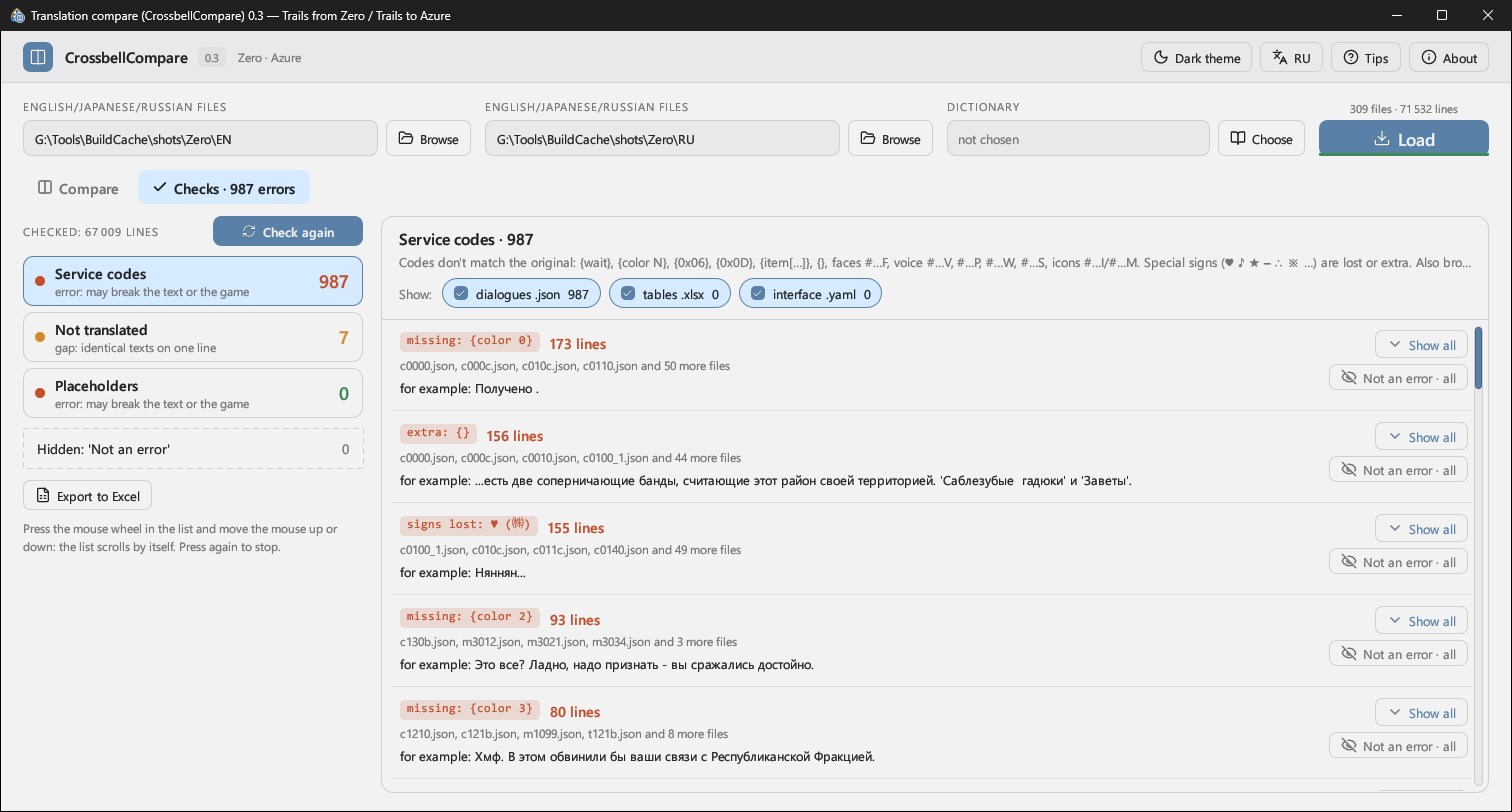 Translation compare (CrossbellCompare) 0.3 — Trails from Zero / Trails to Azure
CrossbellCompare 0.3 Zero · Azure
Dark theme
RU
Tips
About
ENGLISH/JAPANESE/RUSSIAN FILES
G:\Tools\BuildCache\shots\Zero\EN
Browse
ENGLISH/JAPANESE/RUSSIAN FILES
G:\Tools\BuildCache\shots\Zero\RU
Browse
DICTIONARY
not chosen
Choose
309 files · 71 532 lines
Load
Compare
Checks · 987 errors
CHECKED: 67 009 LINES
Check again
Service codes
987
error: may break the text or the game
Not translated
7
gap: identical texts on one line
Placeholders
0
error: may break the text or the game
Hidden: 'Not an error'
0
Export to Excel
Press the mouse wheel in the list and move the mouse up or
down: the list scrolls by itself. Press again to stop.
Service codes · 987
Codes don't match the original: {wait}, {color N}, {0x06}, {0x0D}, {item[...]}, {}, faces #...F, voice #...V, #...P, #...W, #...S, icons #...I/#...M. Special signs (♥ ♪ ★ ─ ∴ ※ ...) are lost or extra. Also bro...
Show:
dialogues .json 987
tables .xlsx 0
interface .yaml 0
missing: {color 0} 173 lines
Show all
c0000.json, c000c.json, c010c.json, c0110.json and 50 more files
Not an error · all
for example: Получено .
extra: {} 156 lines
Show all
c0000.json, c000c.json, c0010.json, c0100_1.json and 44 more files
Not an error · all
for example: ...есть две соперничающие банды, считающие этот район своей территорией. 'Саблезубые  гадюки' и 'Заветы'.
signs lost: ♥ (㈱) 155 lines
Show all
c0100_1.json, c010c.json, c011c.json, c0140.json and 49 more files
Not an error · all
for example: Няннян...
missing: {color 2} 93 lines
Show all
c130b.json, m3012.json, m3021.json, m3034.json and 3 more files
Not an error · all
for example: Это все? Ладно, надо признать - вы сражались достойно.
missing: {color 3} 80 lines
Show all
c1210.json, c121b.json, m1099.json, t121b.json and 8 more files
Not an error · all
for example: Хмф. В этом обвинили бы ваши связи с Республиканской Фракцией.